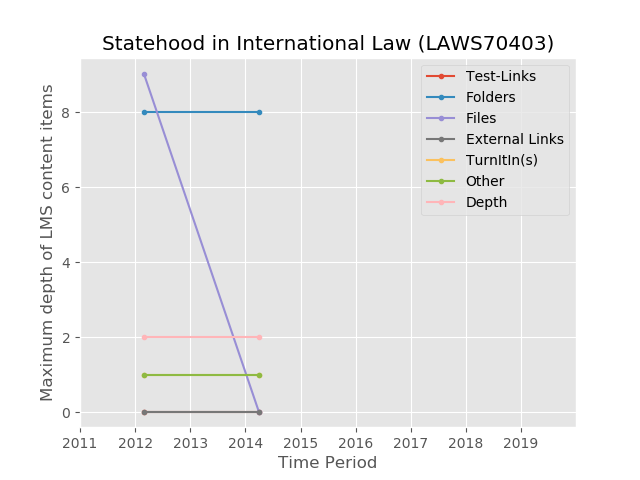 Statehood in International Law (LAWS70403)
Maximum depth of LMS content items
8
6
4
2
0
Test-Links
Folders
Files
External Links
TurnItIn(s)
Other
Depth
2011 2012 2013 2014 2015 2016 2017 2018 2019
Time Period